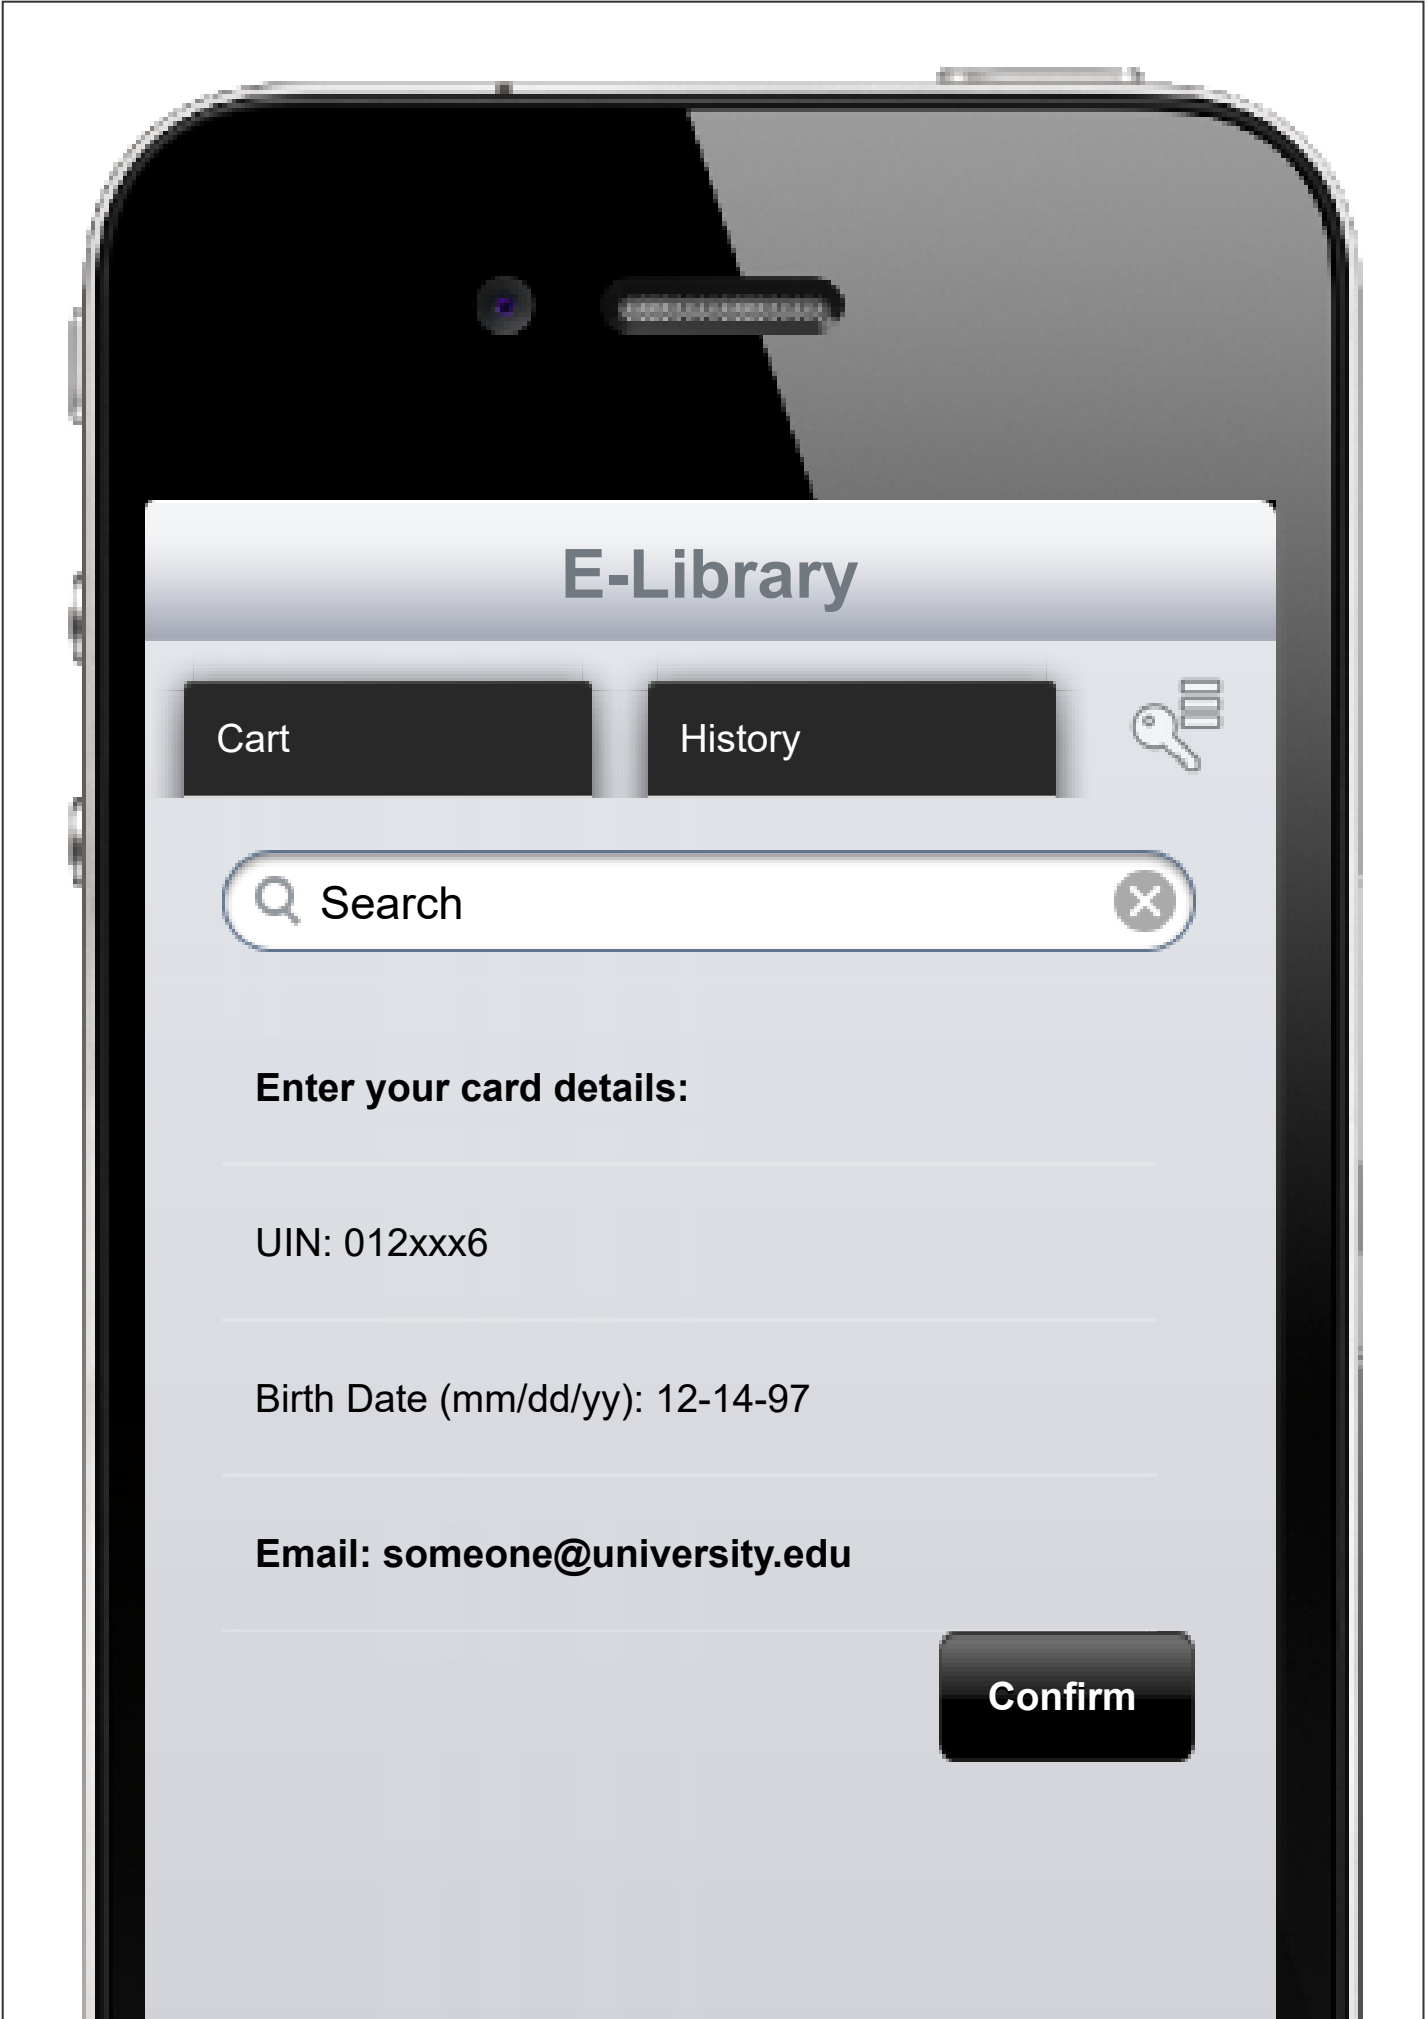 E-Library
Cart
History
Search
Enter your card details:
UIN: 012xxx6
Birth Date (mm/dd/yy): 12-14-97
Email: someone@university.edu
Confirm